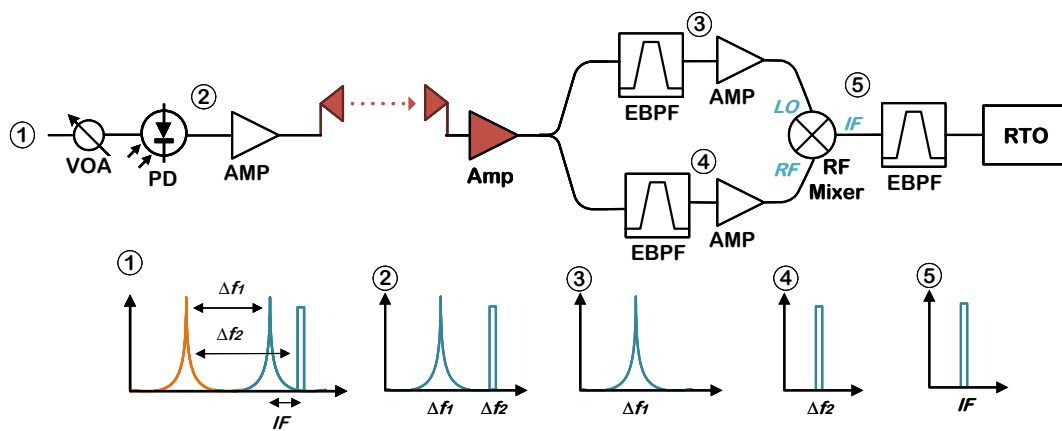 ③
②
⑤
①
VOA
PD
AMP
Amp
EBPF
AMP
LO
IF
RF
RF
Mixer
EBPF
RTO
④
EBPF
AMP
①
Δf1
Δf2
IF
②
Δf1
Δf2
③
Δf1
④
Δf2
⑤
IF